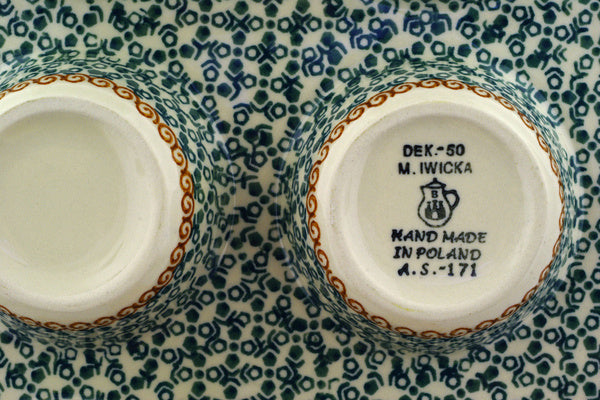 DEK.-50
M. IWICKA
B
HAND MADE
IN POLAND
A.S.-171